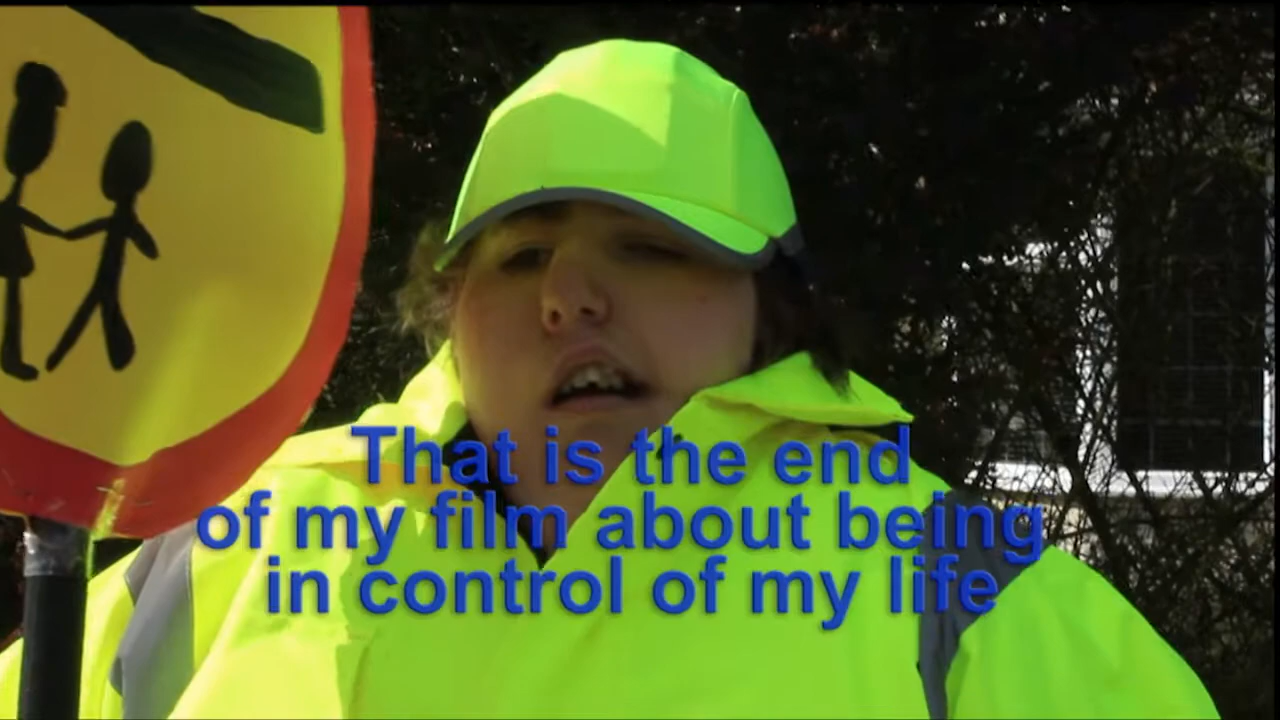 That is the end
of my film about being
in control of my life